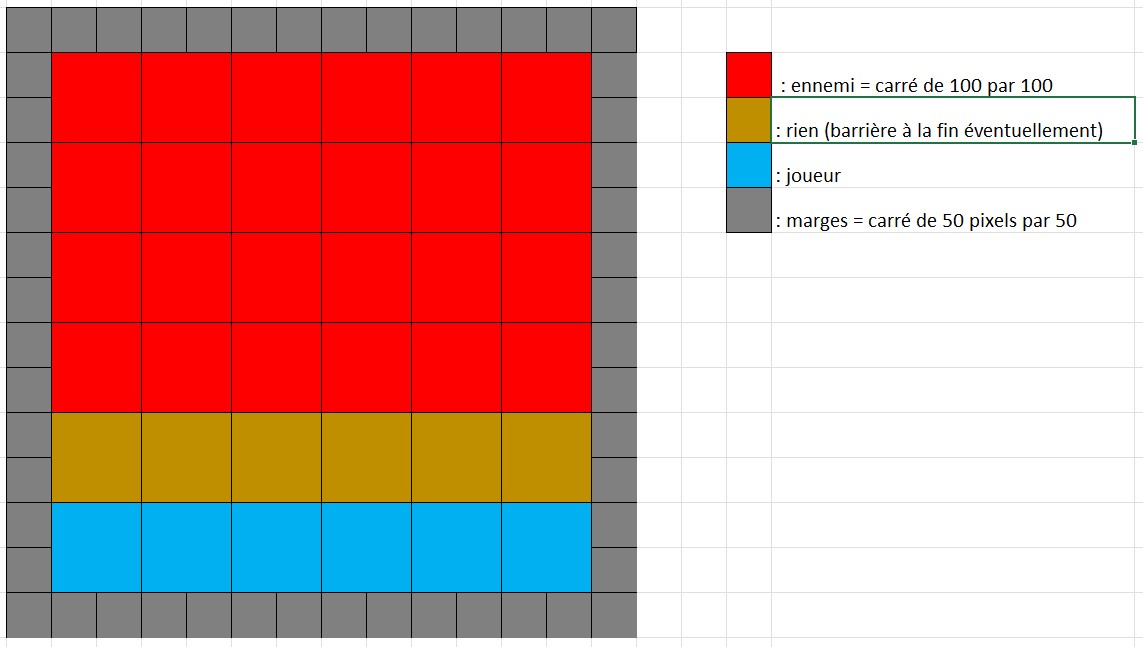 : ennemi = carré de 100 par 100
: rien (barrière à la fin éventuellement)
: joueur
: marges = carré de 50 pixels par 50